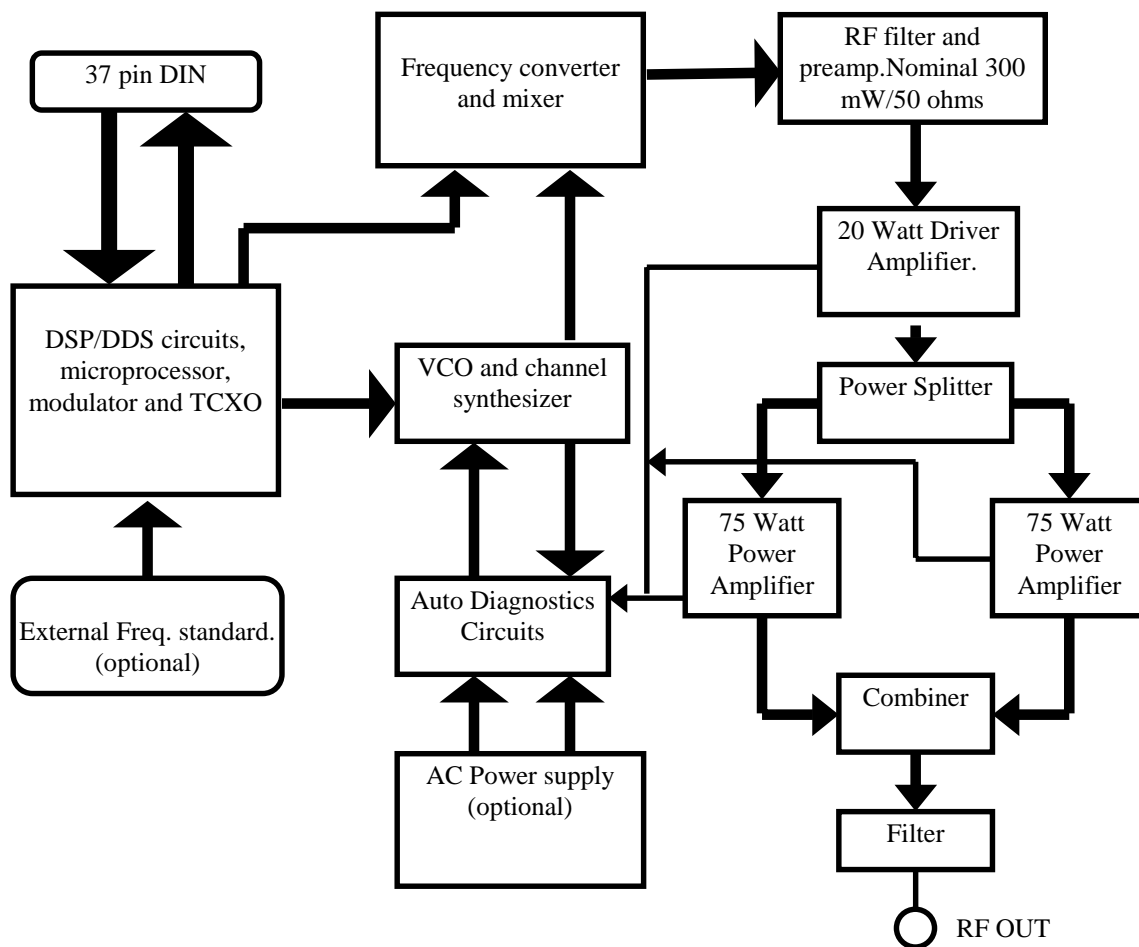 37 pin DIN
Frequency converter
and mixer
RF filter and
preamp.Nominal 300
mW/50 ohms
20 Watt Driver
Amplifier.
DSP/DDS circuits,
microprocessor,
modulator and TCXO
VCO and channel
synthesizer
Power Splitter
75 Watt
Power
Amplifier
75 Watt
Power
Amplifier
External Freq. standard.
(optional)
Auto Diagnostics
Circuits
Combiner
AC Power supply
(optional)
Filter
RF OUT